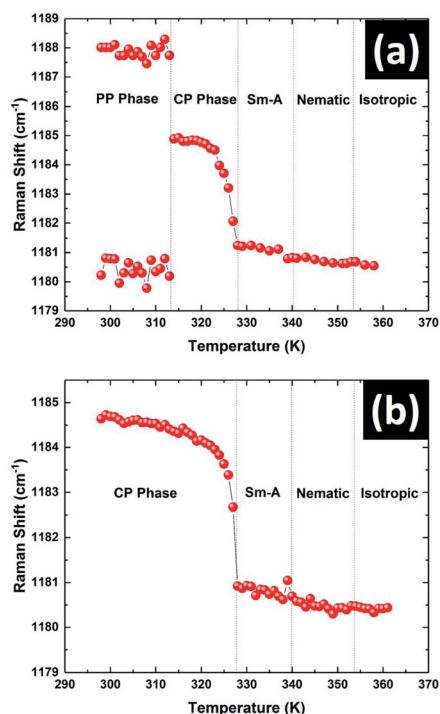 (a)
1189
1188
1187
1186
1185
1184
1183
1182
1181
1180
1179
Raman Shift (cm-1)
PP Phase CP Phase Sm-A Nematic Isotropic
290 300 310 320 330 340 350 360 370
Temperature (K)
(b)
1185
1184
1183
1182
1181
1180
1179
Raman Shift (cm-1)
CP Phase Sm-A Nematic Isotropic
290 300 310 320 330 340 350 360 370
Temperature (K)